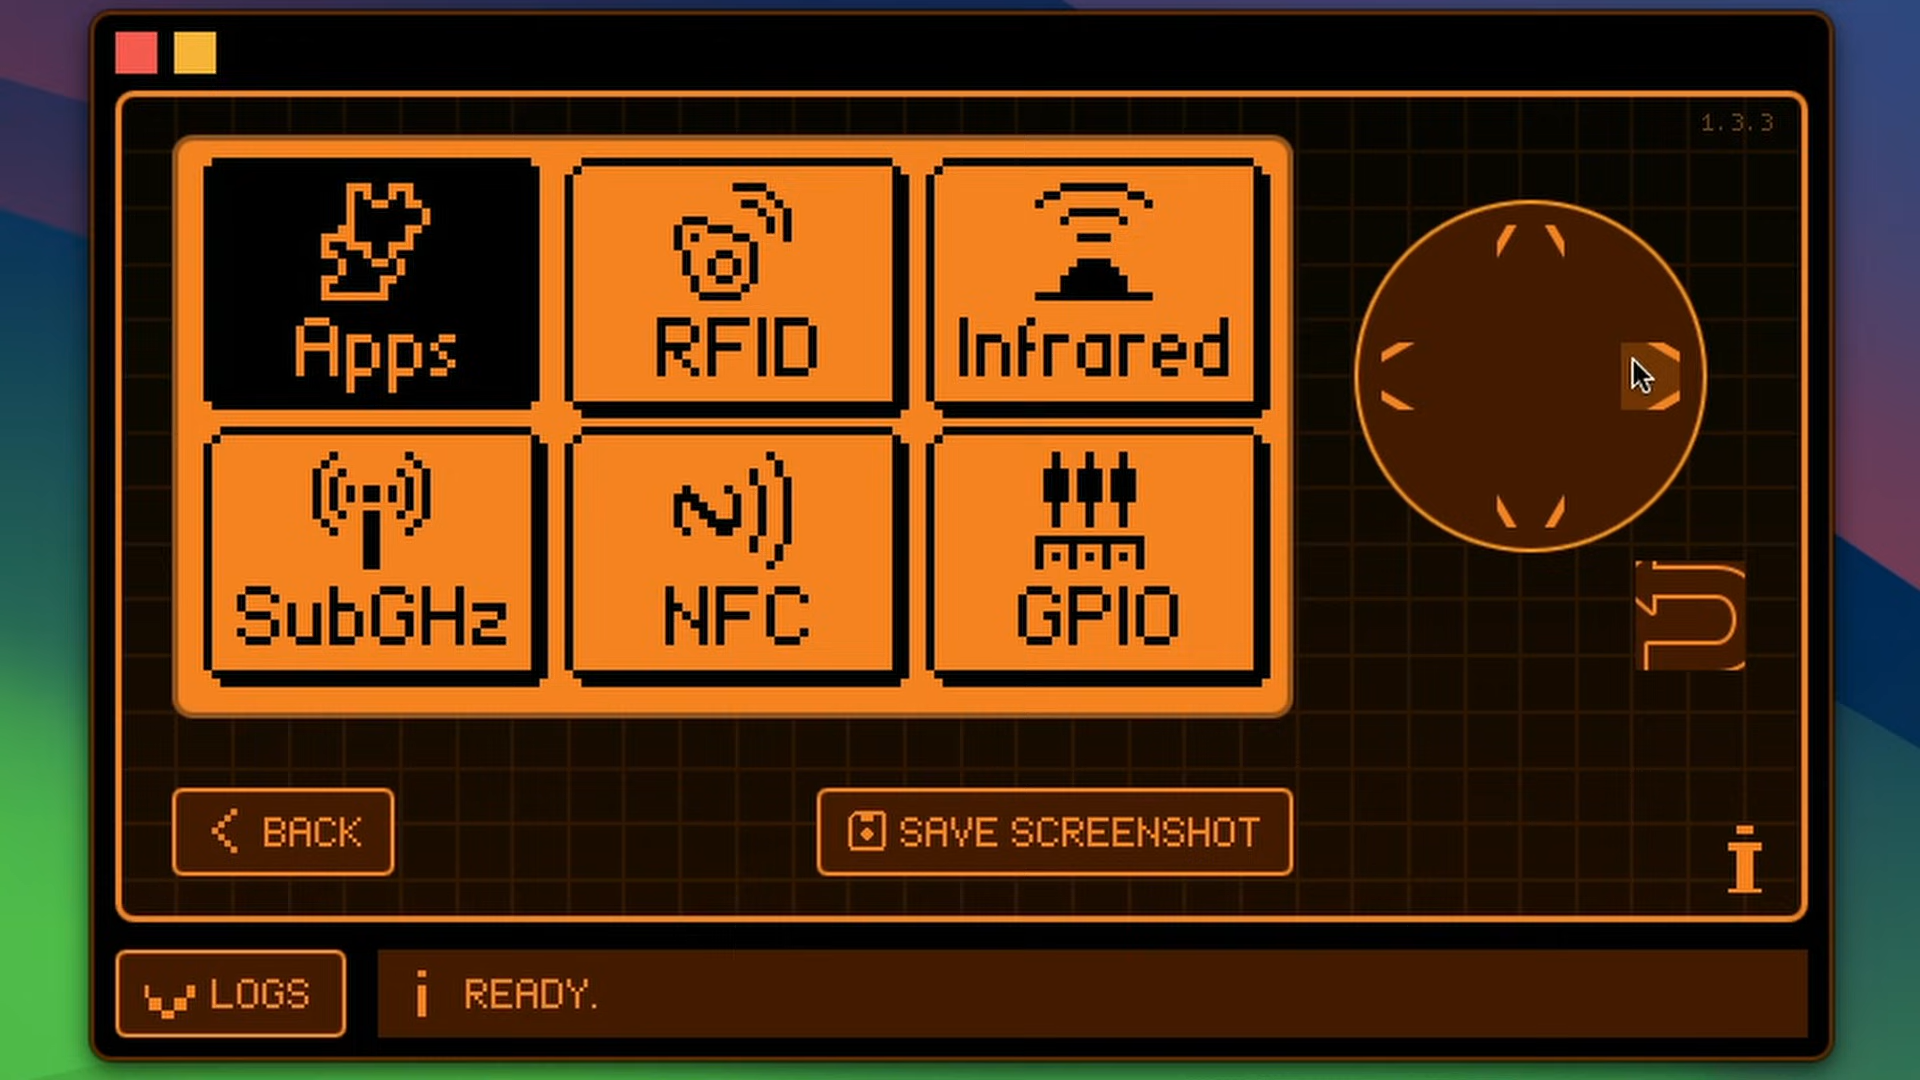 1.3.3
Apps
RFID
Infrared
SubGHz
NFC
GPIO
BACK
SAVE SCREENSHOT
LOGS
READY.